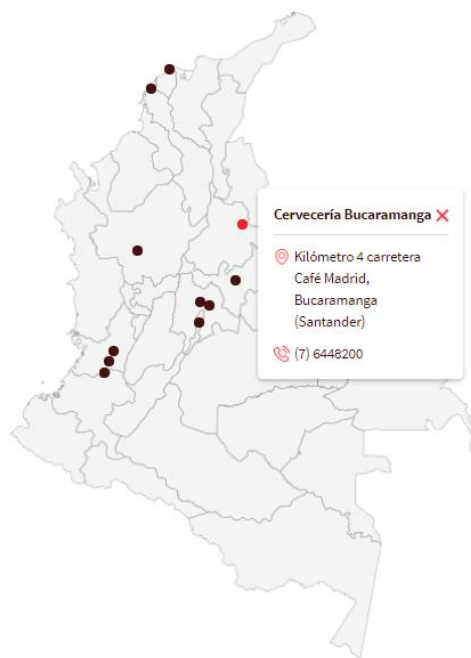 Cervecería Bucaramanga
Kilómetro 4 carretera
Café Madrid,
Bucaramanga
(Santander)
(7) 6448200